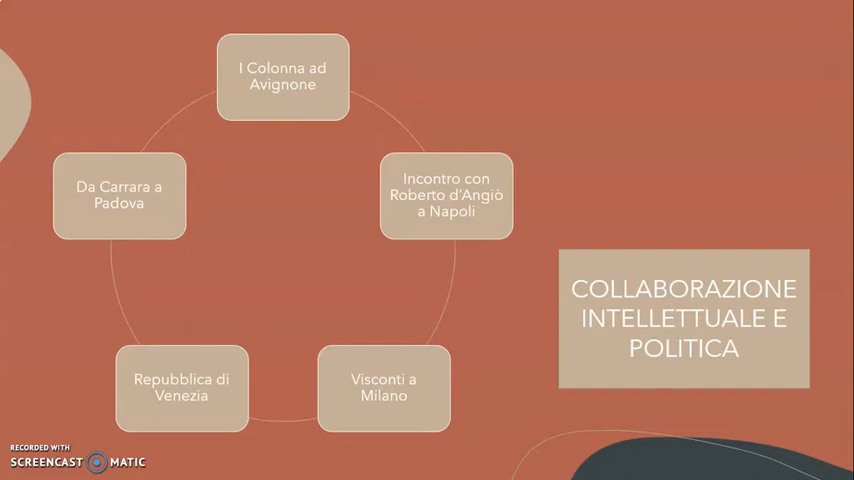 I Colonna ad
Avignone
Da Carrara a
Padova
Incontro con
Roberto d'Angiò
a Napoli
COLLABORAZIONE
INTELLETTUALE E
POLITICA
Repubblica di
Venezia
Visconti a
Milano
RECORDED WITH
SCREENCAST MATIC